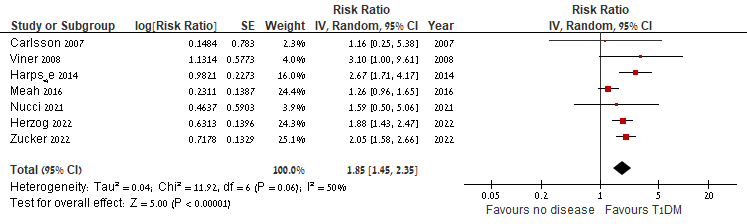 Risk Ratio Risk Ratio
Study or Subgroup log[Risk Ratio] SE Weight IV, Random, 95% CI Year IV, Random, 95% CI
Carlsson 2007 0.1484 0.783 2.3% 1.16 [0.25, 5.38] 2007
Viner 2008 1.1314 0.5773 4.0% 3.10 [1.00, 9.61] 2008
2014 0.9821 0.2273 16.0% 2.67 [1.71, 4.17] 2014
Meah 2016 0.2311 0.1387 24.4% 1.26 [0.96, 1.65] 2016
Nucci 2021 0.4637 0.5903 3.9% 1.59 [0.50, 5.06] 2021
Herzog 2022 0.6313 0.1396 24.3% 1.88 [1.43, 2.47] 2022
Zucker 2022 0.7178 0.1329 25.1% 2.05 [1.58, 2.66] 2022
Total (95% CI) 100.0% 1.85 [1.45, 2.35]
Heterogeneity: Tau² = 0.04; Chi² = 11.92, df = 6 (P = 0.06); I² = 50%
Test for overall effect: Z = 5.00 (P < 0.00001)
0.05 0.2 1 5 20
Favours no disease Favours T1DM